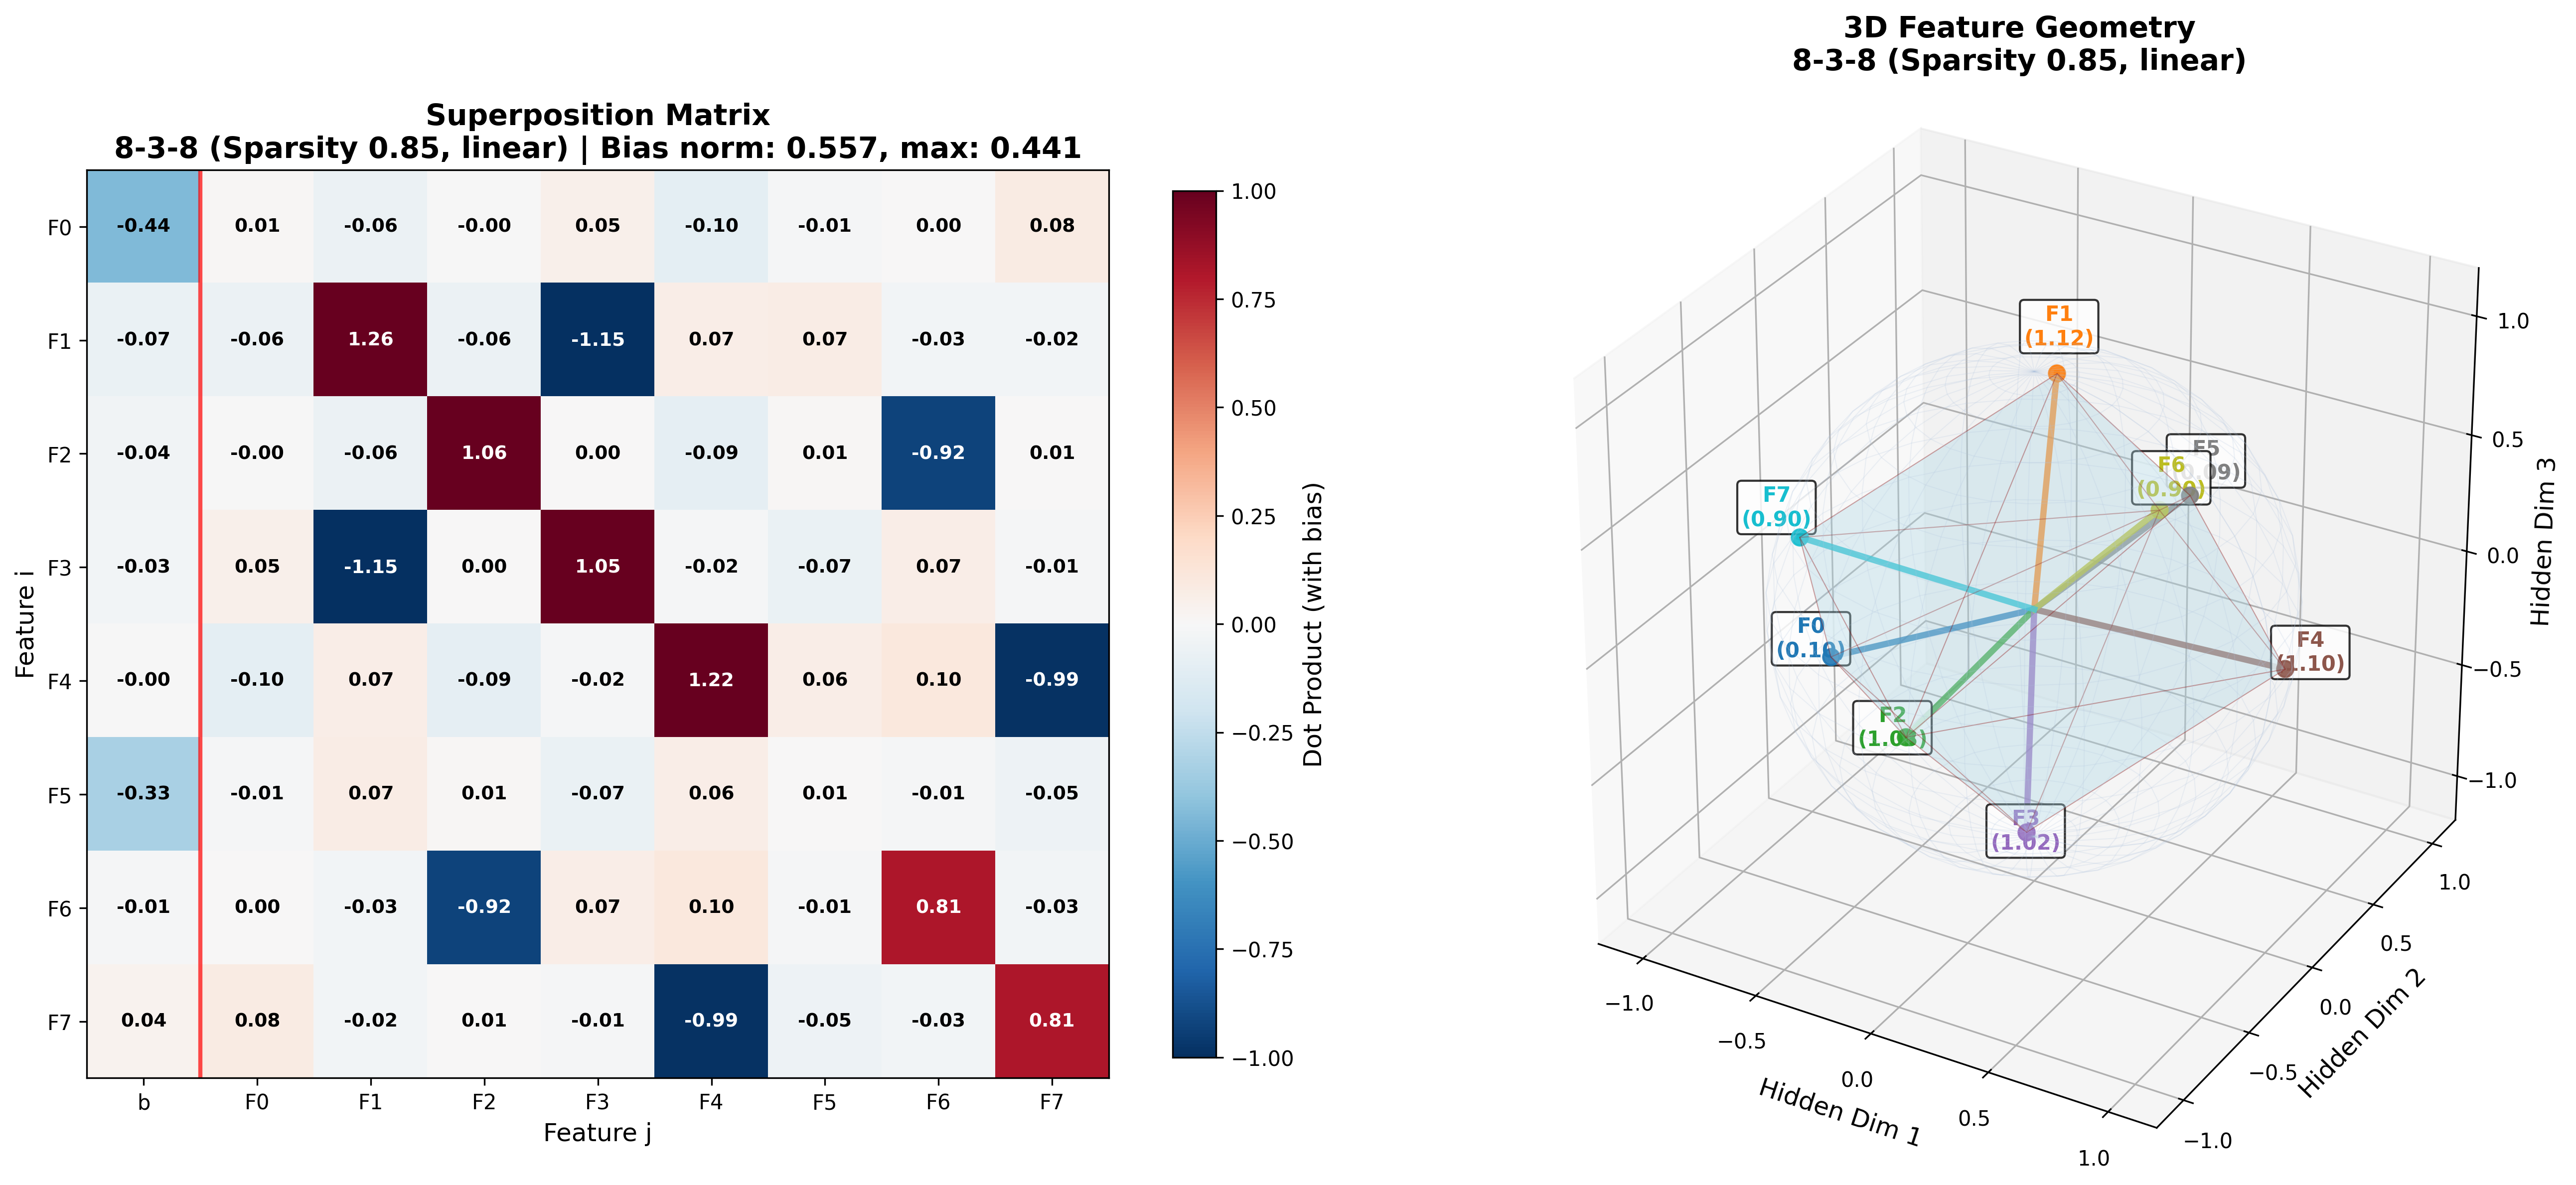 Superposition Matrix
8-3-8 (Sparsity 0.85, linear) | Bias norm: 0.557, max: 0.441
F0 -0.44 0.01 -0.06 -0.00 0.05 -0.10 -0.01 0.00 0.08
F1 -0.07 -0.06 1.26 -0.06 -1.15 0.07 0.07 -0.03 -0.02
F2 -0.04 -0.00 -0.06 1.06 0.00 -0.09 0.01 -0.92 0.01
F3 -0.03 0.05 -1.15 0.00 1.05 -0.02 -0.07 0.07 -0.01
F4 -0.00 -0.10 0.07 -0.09 -0.02 1.22 0.06 0.10 -0.99
F5 -0.33 -0.01 0.07 0.01 -0.07 0.06 0.01 -0.01 -0.05
F6 -0.01 0.00 -0.03 -0.92 0.07 0.10 -0.01 0.81 -0.03
F7 0.04 0.08 -0.02 0.01 -0.01 -0.99 -0.05 -0.03 0.81
b F0 F1 F2 F3 F4 F5 F6 F7
Feature j
Feature i
1.00
0.75
0.50
0.25
0.00
−0.25
−0.50
−0.75
−1.00
Dot Product (with bias)
3D Feature Geometry
8-3-8 (Sparsity 0.85, linear)
F1
(1.12)
F5
F6
(0.90)
F7
(0.90)
F0
(0.10)
F4
(1.10)
F2
F3
(1.02)
1.0
0.5
0.0
−0.5
−1.0
Hidden Dim 3
1.0
0.5
0.0
−0.5
−1.0
Hidden Dim 2
−1.0
−0.5
0.0
0.5
1.0
Hidden Dim 1